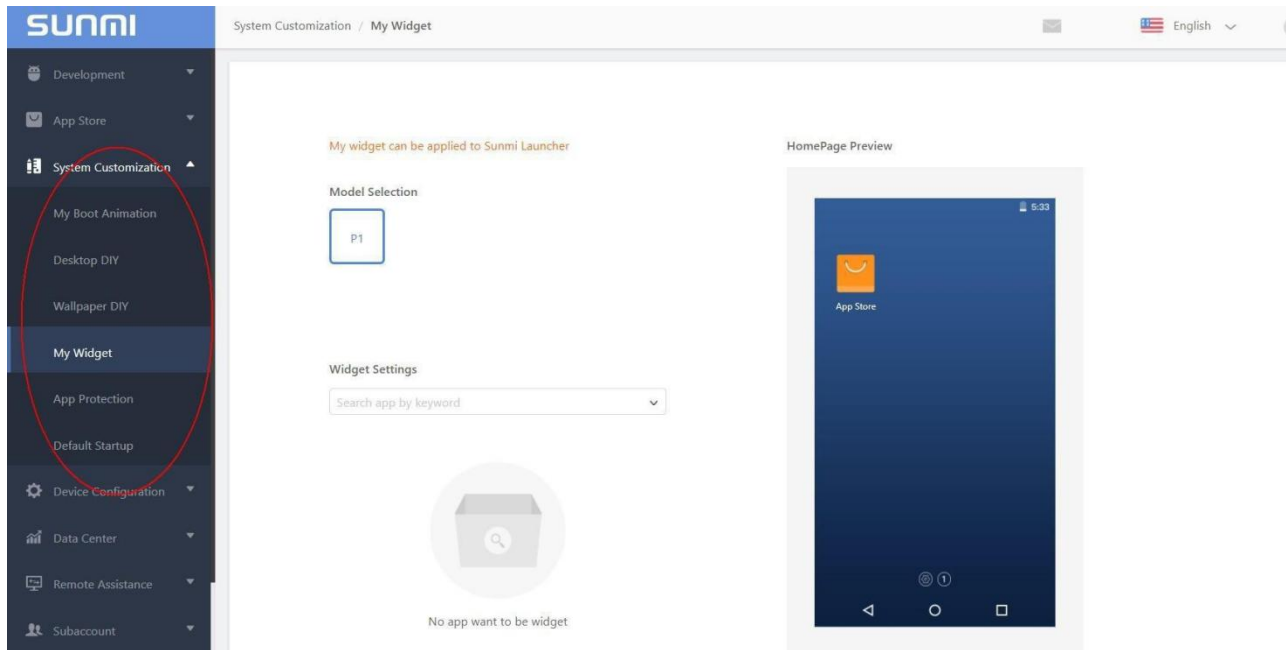 SUNMI
System Customization / My Widget
English
Development
App Store
System Customization
My Boot Animation
Desktop DIY
Wallpaper DIY
My Widget
App Protection
Default Startup
Device Configuration
Data Center
Remote Assistance
Subaccount
My widget can be applied to Sunmi Launcher
Model Selection
P1
Widget Settings
Search app by keyword
No app want to be widget
HomePage Preview
5:33
App Store
1